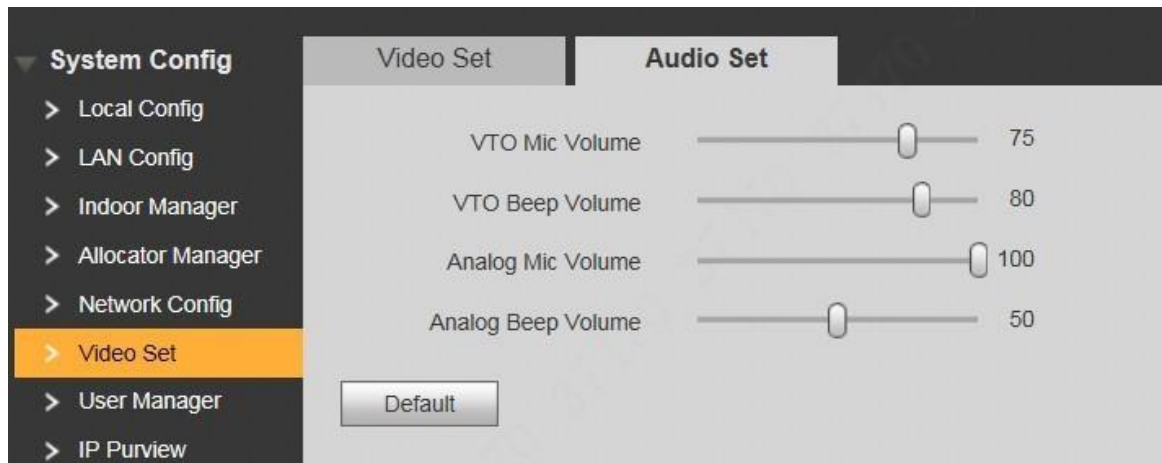 System Config
Local Config
LAN Config
Indoor Manager
Allocator Manager
Network Config
Video Set
User Manager
IP Purview
Video Set
Audio Set
VTO Mic Volume 75
VTO Beep Volume 80
Analog Mic Volume 100
Analog Beep Volume 50
Default